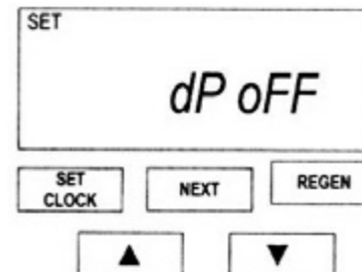 SET
dP oFF
SET
CLOCK
NEXT
REGEN
▲
▼